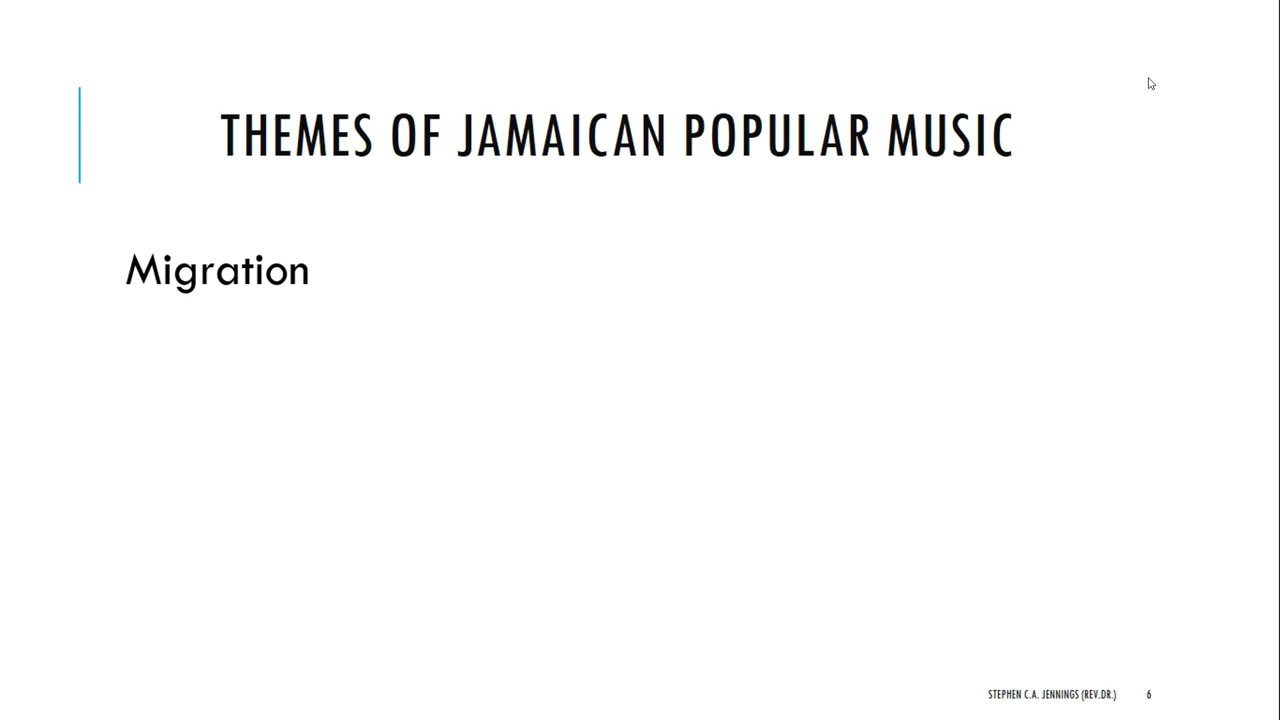 THEMES OF JAMAICAN POPULAR MUSIC
Migration
STEPHEN C.A. JENNINGS (REV.DR.) 6